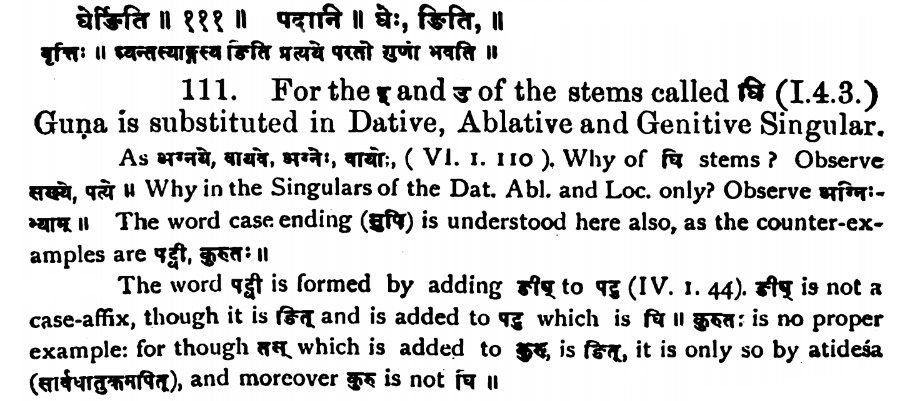 घेर्ङिति ॥ १११ ॥ पदानि ॥ घेः, ङिति, ॥
वृत्तिः ॥ घ्यन्तस्याङ्गस्य ङिति प्रत्यये परतो गुणो भवति ॥
111. For the इ and उ of the stems called घि (I.4.3.)
Guṇa is substituted in Dative, Ablative and Genitive Singular.
As अग्नये, वायवे, अग्नेः, वायोः, ( VI. 1. 110 ). Why of घि stems ? Observe
सख्ये, पत्ये ॥ Why in the Singulars of the Dat. Abl. and Loc. only? Observe अग्निः-
भ्याम् ॥ The word case ending (सुपि) is understood here also, as the counter-ex-
amples are पट्वी, कुरुतः ॥
The word पट्वी is formed by adding ङीष् to पटु (IV. 1. 44). ङीष् is not a
case-affix, though it is ङित् and is added to पटु which is घि ॥ कुरुतः is no proper
example: for though तस् which is added to कुरु, is ङित्, it is only so by atideśa
(सार्वधातुकमपित्), and moreover कुरु is not घि ॥